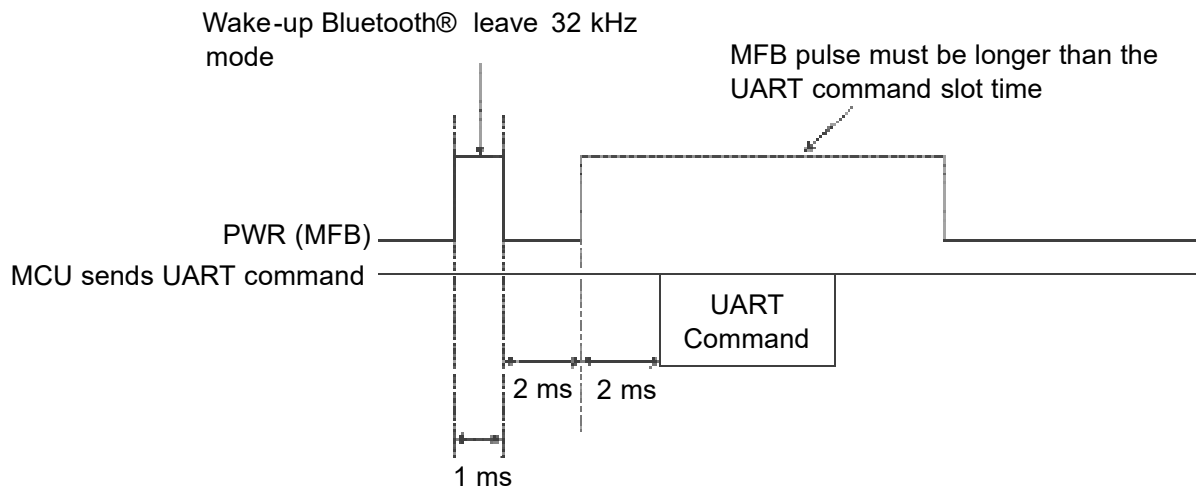 Wake-up Bluetooth® leave 32 kHz
mode
MFB pulse must be longer than the
UART command slot time
PWR (MFB)
MCU sends UART command
UART
Command
2 ms
2 ms
1 ms